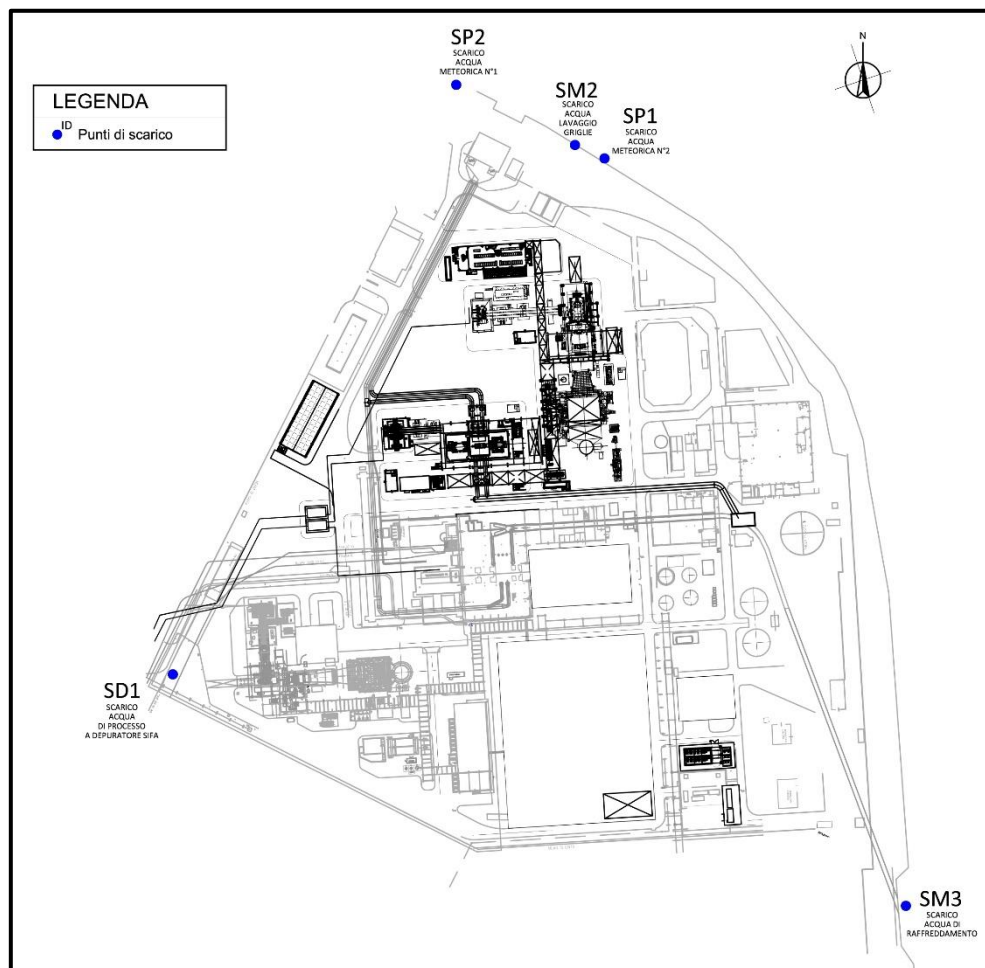 SP2
SCARICO
ACQUA
METEORICA N°1
N
LEGENDA
ID
Punti di scarico
SM2
SCARICO
ACQUA
LAVAGGIO
GRIGLIE
SP1
SCARICO
ACQUA
METEORICA N°2
SD1
SCARICO
ACQUA
DI PROCESSO
A DEPURATORE SIFA
SM3
SCARICO
ACQUA DI
RAFFREDDAMENTO